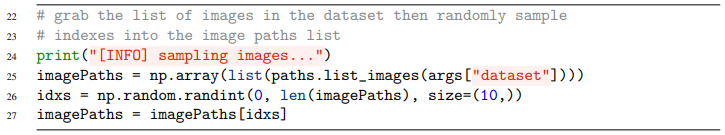 22 # grab the list of images in the dataset then randomly sample
23 # indexes into the image paths list
24 print("[INFO] sampling images...")
25 imagePaths = np.array(list(paths.list_images(args["dataset"])))
26 idxs = np.random.randint(0, len(imagePaths), size=(10,))
27 imagePaths = imagePaths[idxs]